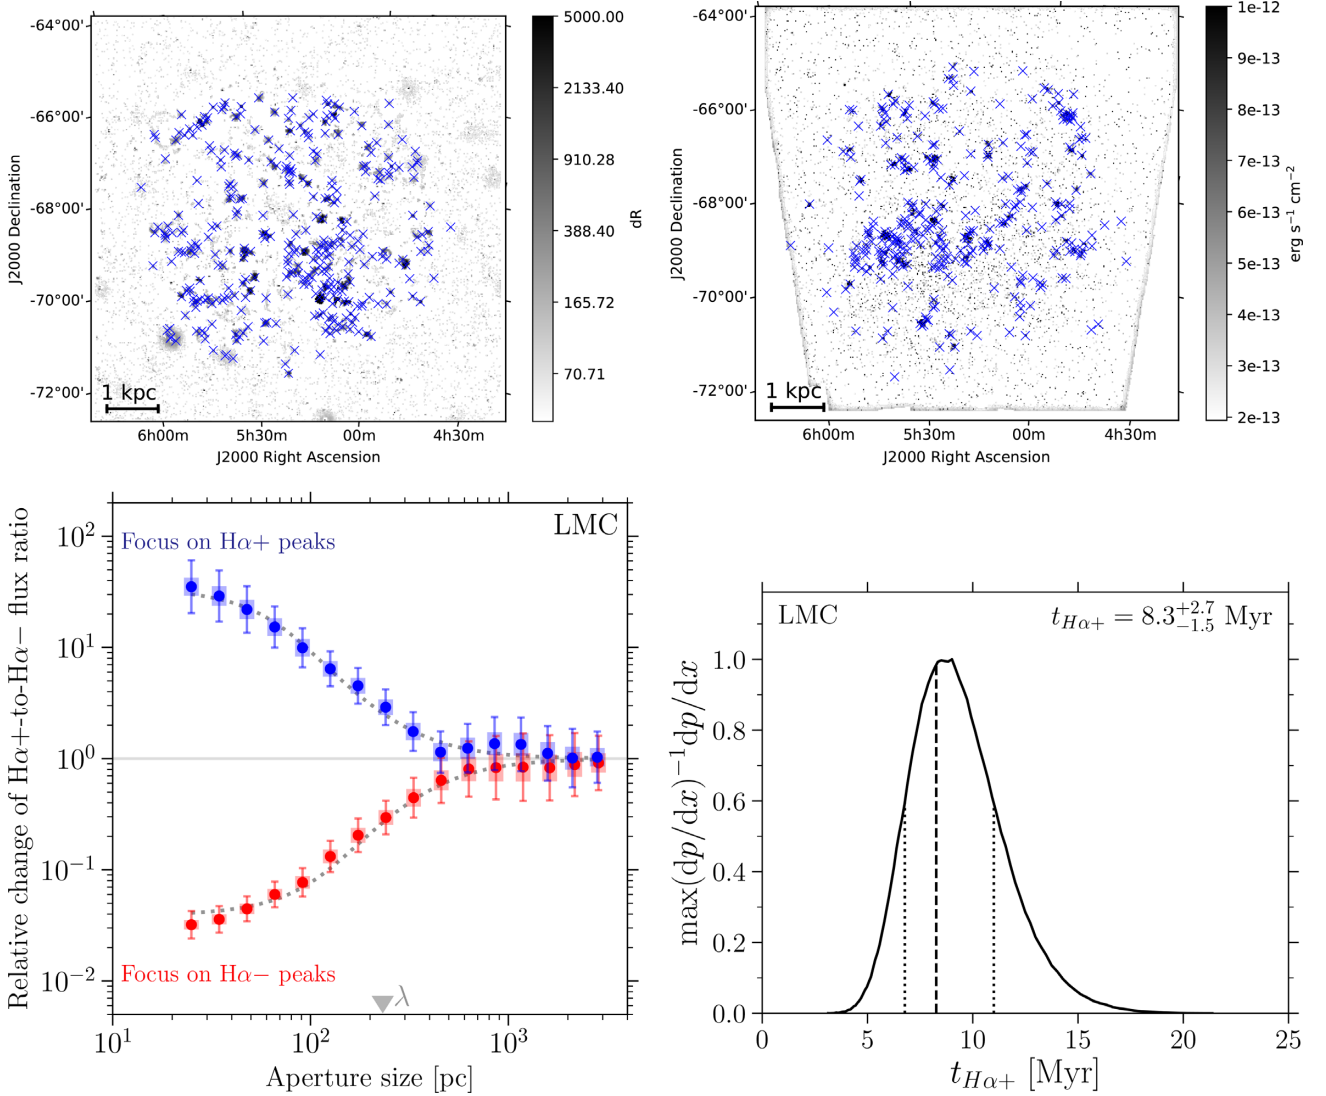 -64°00'
-66°00'
-68°00'
-70°00'
-72°00'
J2000 Declination
1 kpc
6h00m 5h30m 00m 4h30m
J2000 Right Ascension
5000.00
2133.40
910.28
388.40
165.72
70.71
dR
-64°00'
-66°00'
-68°00'
-70°00'
-72°00'
J2000 Declination
1 kpc
6h00m 5h30m 00m 4h30m
J2000 Right Ascension
1e-12
9e-13
8e-13
7e-13
6e-13
5e-13
4e-13
3e-13
2e-13
erg s⁻¹ cm⁻²
Relative change of Hα+-to-Hα− flux ratio
10²
10¹
10⁰
10⁻¹
10⁻²
LMC
Focus on Hα+ peaks
Focus on Hα− peaks
λ
10¹ 10² 10³
Aperture size [pc]
max(dp/dx)⁻¹dp/dx
1.0
0.8
0.6
0.4
0.2
0.0
LMC
t_{Hα+} = 8.3^{+2.7}_{−1.5} Myr
0 5 10 15 20 25
t_{Hα+} [Myr]